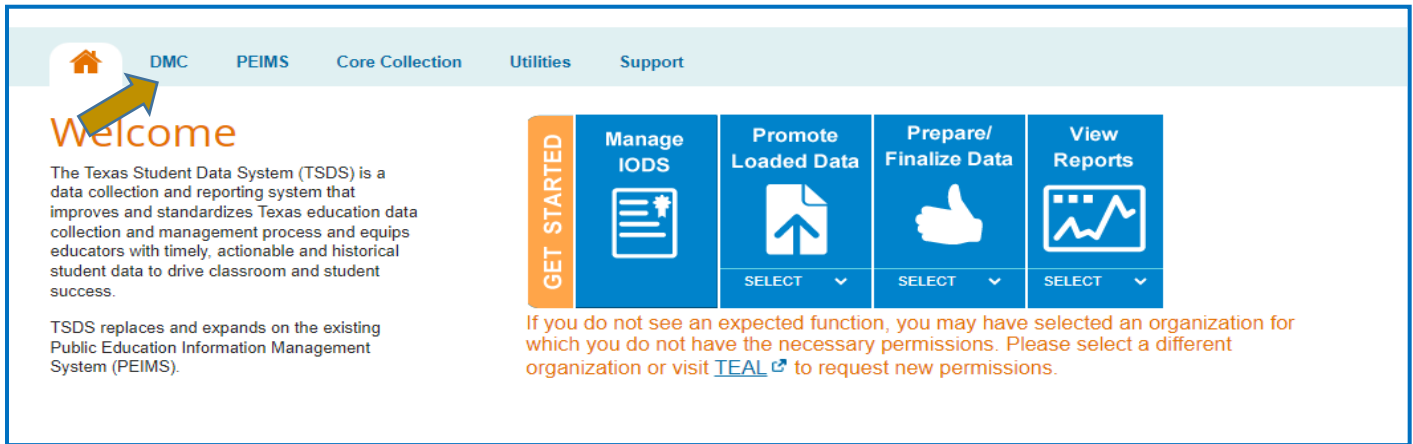 DMC PEIMS Core Collection Utilities Support
Welcome
The Texas Student Data System (TSDS) is a
data collection and reporting system that
improves and standardizes Texas education data
collection and management process and equips
educators with timely, actionable and historical
student data to drive classroom and student
success.
TSDS replaces and expands on the existing
Public Education Information Management
System (PEIMS).
GET STARTED
Manage
IODS
Promote
Loaded Data
SELECT
Prepare/
Finalize Data
SELECT
View
Reports
SELECT
If you do not see an expected function, you may have selected an organization for
which you do not have the necessary permissions. Please select a different
organization or visit TEAL to request new permissions.